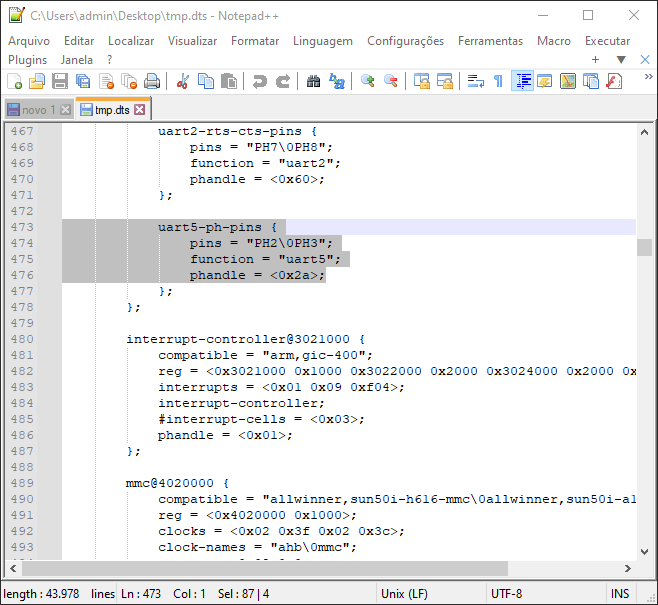 C:\Users\admin\Desktop\tmp.dts - Notepad++
Arquivo Editar Localizar Visualizar Formatar Linguagem Configurações Ferramentas Macro Executar
Plugins Janela ?
novo 1 tmp.dts
467 uart2-rts-cts-pins {
468 pins = "PH7\0PH8";
469 function = "uart2";
470 phandle = <0x60>;
471 };
472
473 uart5-ph-pins {
474 pins = "PH2\0PH3";
475 function = "uart5";
476 phandle = <0x2a>;
477 };
478 };
479
480 interrupt-controller@3021000 {
481 compatible = "arm,gic-400";
482 reg = <0x3021000 0x1000 0x3022000 0x2000 0x3024000 0x2000 0
483 interrupts = <0x01 0x09 0xf04>;
484 interrupt-controller;
485 #interrupt-cells = <0x03>;
486 phandle = <0x01>;
487 };
488
489 mmc@4020000 {
490 compatible = "allwinner,sun50i-h616-mmc\0allwinner,sun50i-a1
491 reg = <0x4020000 0x1000>;
492 clocks = <0x02 0x3f 0x02 0x3c>;
493 clock-names = "ahb\0mmc";
length : 43.978 lines Ln : 473 Col : 1 Sel : 87 | 4 Unix (LF) UTF-8 INS